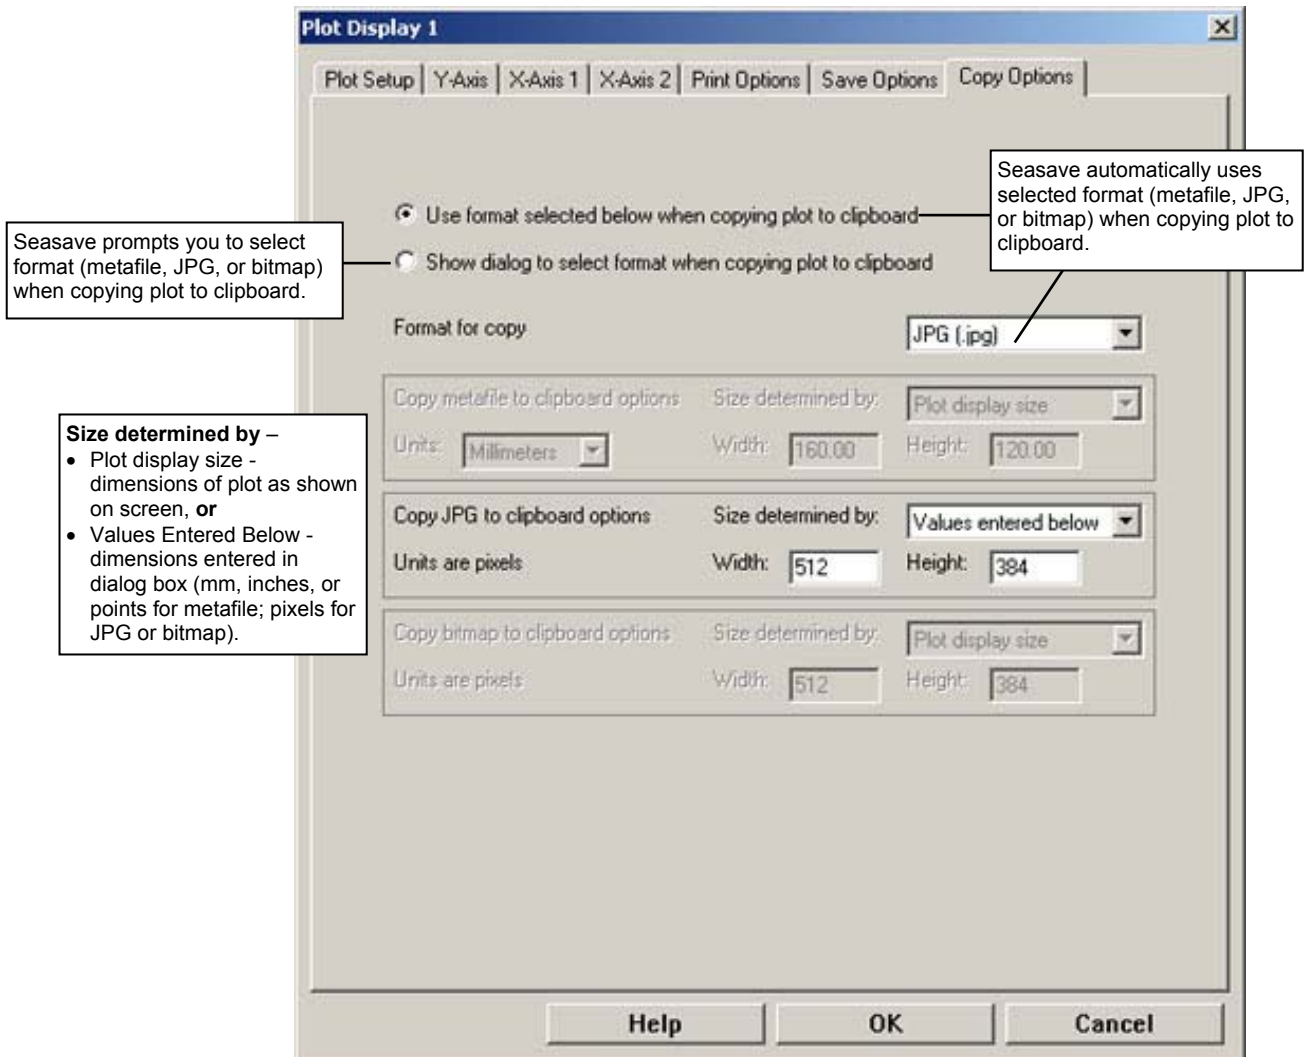 Plot Display 1
Plot Setup Y-Axis X-Axis 1 X-Axis 2 Print Options Save Options Copy Options
Seasave automatically uses
selected format (metafile, JPG,
or bitmap) when copying plot to
clipboard.
Use format selected below when copying plot to clipboard
Seasave prompts you to select
format (metafile, JPG, or bitmap)
when copying plot to clipboard.
Show dialog to select format when copying plot to clipboard
Format for copy JPG (.jpg)
Copy metafile to clipboard options Size determined by: Plot display size
Units: Millimeters Width: 160.00 Height: 120.00
Size determined by –
• Plot display size -
dimensions of plot as shown
on screen, or
• Values Entered Below -
dimensions entered in
dialog box (mm, inches, or
points for metafile; pixels for
JPG or bitmap).
Copy JPG to clipboard options Size determined by: Values entered below
Units are pixels Width: 512 Height: 384
Copy bitmap to clipboard options Size determined by: Plot display size
Units are pixels Width: 512 Height: 384
Help OK Cancel